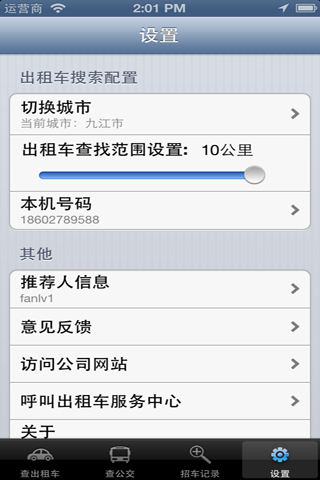 运营商 2:01 PM
设置
出租车搜索配置
切换城市
当前城市：九江市
出租车查找范围设置：10公里
本机号码
18602789588
其他
推荐人信息
fanlv1
意见反馈
访问公司网站
呼叫出租车服务中心
关于
查出租车 查公交 招车记录 设置